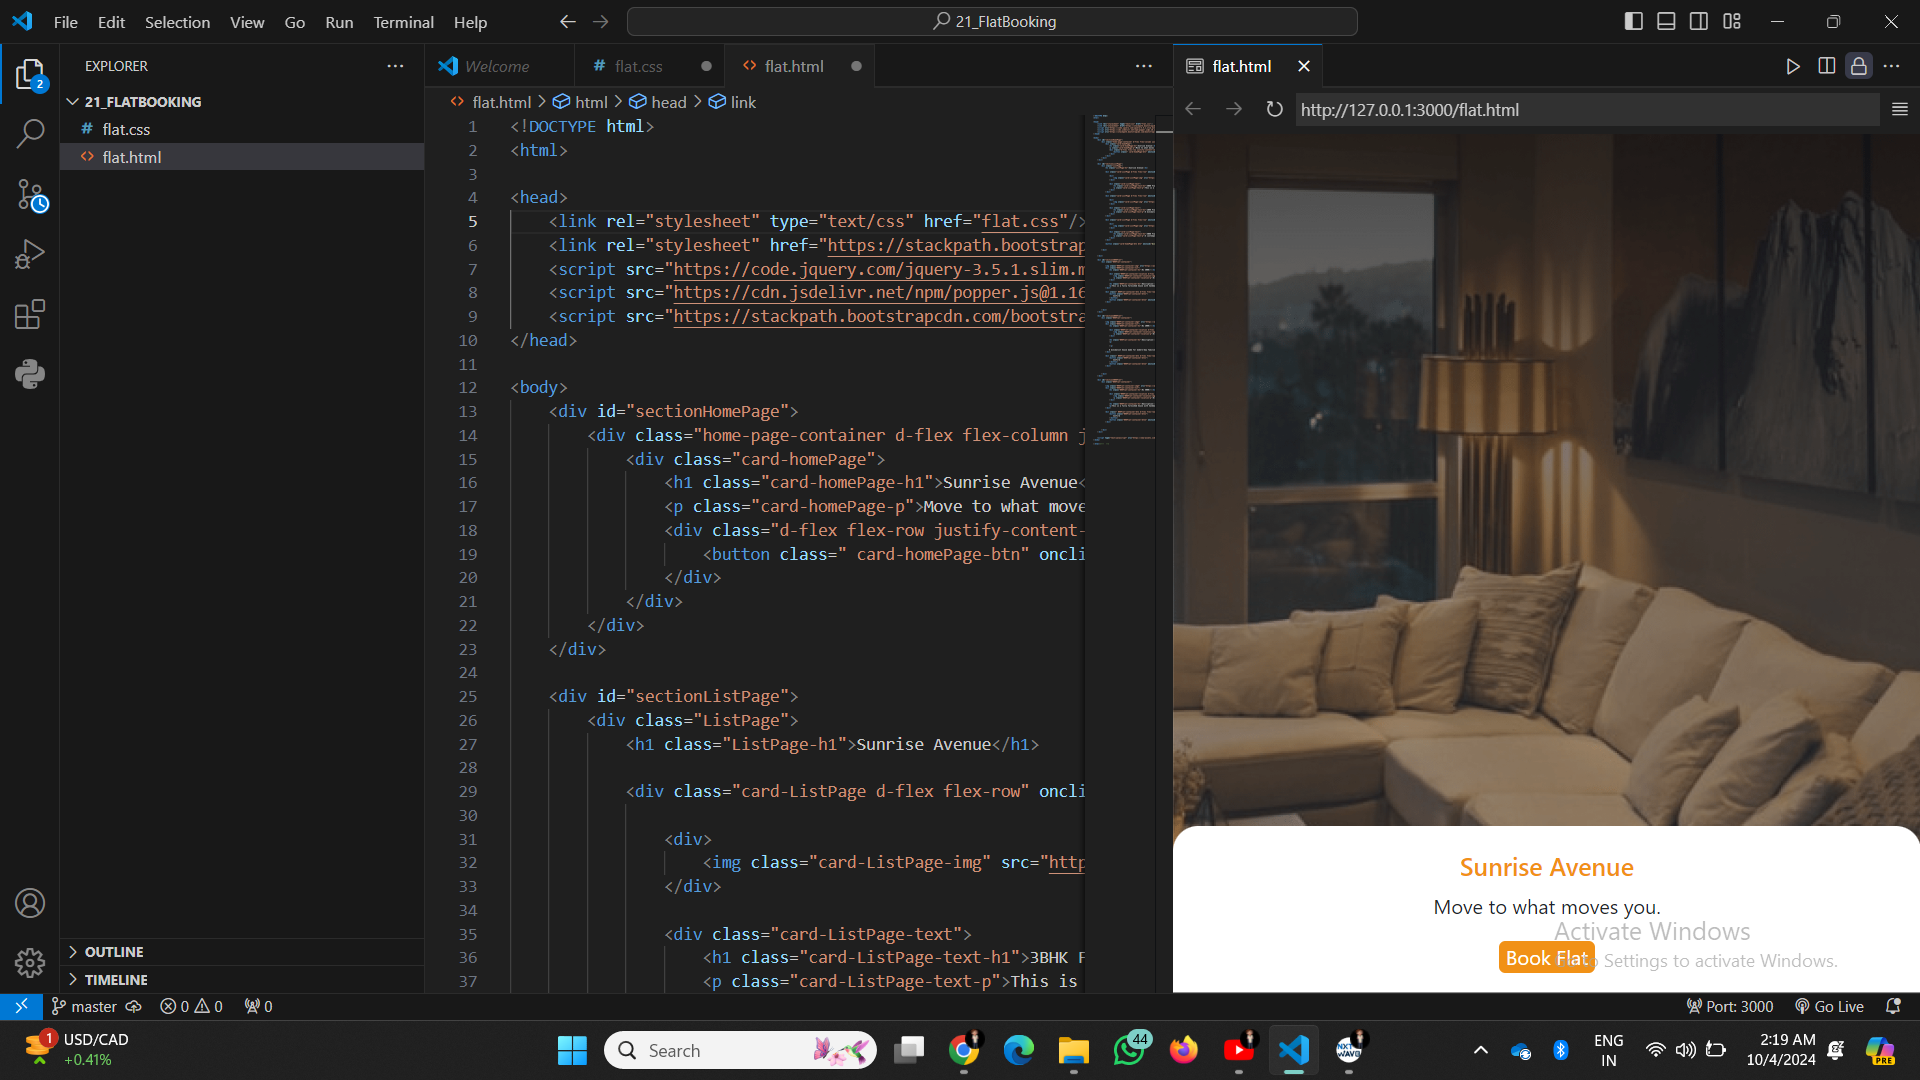 File Edit Selection View Go Run Terminal Help
21_FlatBooking
EXPLORER
2
21_FLATBOOKING
# flat.css
<> flat.html
OUTLINE
TIMELINE
Welcome
# flat.css
<> flat.html
<> flat.html > html > head > link
1 <!DOCTYPE html>
2 <html>
3
4 <head>
5 <link rel="stylesheet" type="text/css" href="flat.css"/>
6 <link rel="stylesheet" href="https://stackpath.bootstrap
7 <script src="https://code.jquery.com/jquery-3.5.1.slim.m
8 <script src="https://cdn.jsdelivr.net/npm/popper.js@1.16
9 <script src="https://stackpath.bootstrapcdn.com/bootstra
10 </head>
11
12 <body>
13 <div id="sectionHomePage">
14 <div class="home-page-container d-flex flex-column j
15 <div class="card-homePage">
16 <h1 class="card-homePage-h1">Sunrise Avenue<
17 <p class="card-homePage-p">Move to what move
18 <div class="d-flex flex-row justify-content-
19 <button class=" card-homePage-btn" oncli
20 </div>
21 </div>
22 </div>
23 </div>
24
25 <div id="sectionListPage">
26 <div class="ListPage">
27 <h1 class="ListPage-h1">Sunrise Avenue</h1>
28
29 <div class="card-ListPage d-flex flex-row" oncli
30
31 <div>
32 <img class="card-ListPage-img" src="http
33 </div>
34
35 <div class="card-ListPage-text">
36 <h1 class="card-ListPage-text-h1">3BHK F
37 <p class="card-ListPage-text-p">This is
flat.html
http://127.0.0.1:3000/flat.html
Sunrise Avenue
Move to what moves you.
Book Flat
Activate Windows
Settings to activate Windows.
master 0 0 0
Port: 3000 Go Live
1
USD/CAD
+0.41%
Search
44
NXT
WAVE
ENG
IN
2:19 AM
10/4/2024
PRE